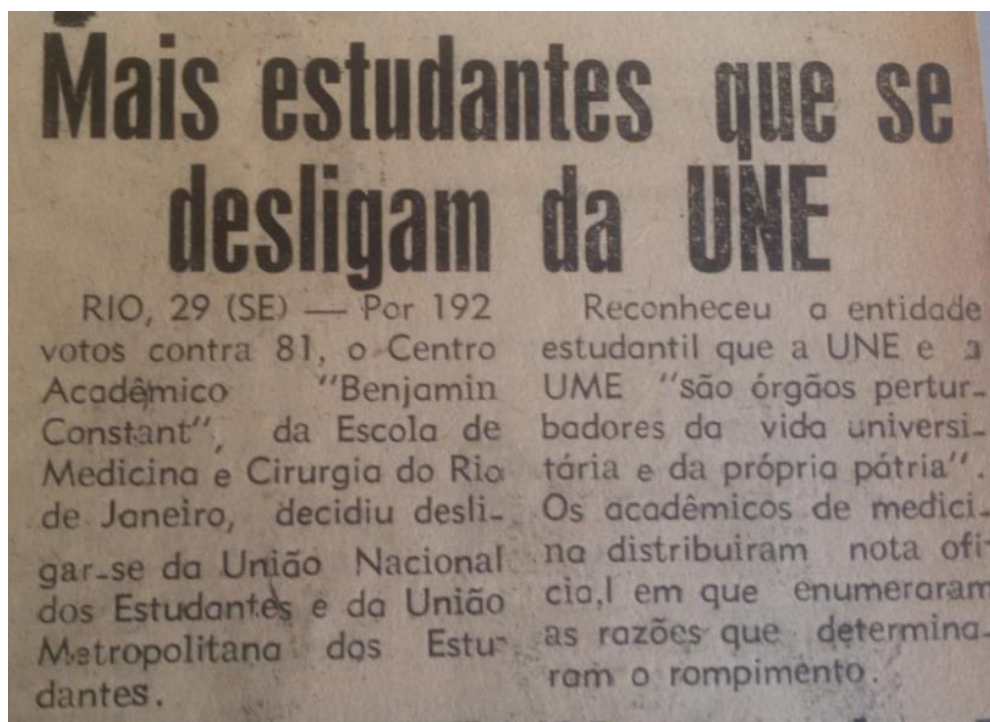 Mais estudantes que se
desligam da UNE
RIO, 29 (SE) — Por 192
votos contra 81, o Centro
Acadêmico "Benjamin
Constant", da Escola de
Medicina e Cirurgia do Rio
de Janeiro, decidiu desli-
gar-se da União Nacional
dos Estudantes e da União
Metropolitana dos Estu-
dantes.
Reconheceu a entidade
estudantil que a UNE e a
UME "são órgãos pertur-
badores da vida universi-
tária e da própria pátria".
Os acadêmicos de medici-
na distribuiram nota ofi-
cia,l em que enumeraram
as razões que determina-
ram o rompimento.